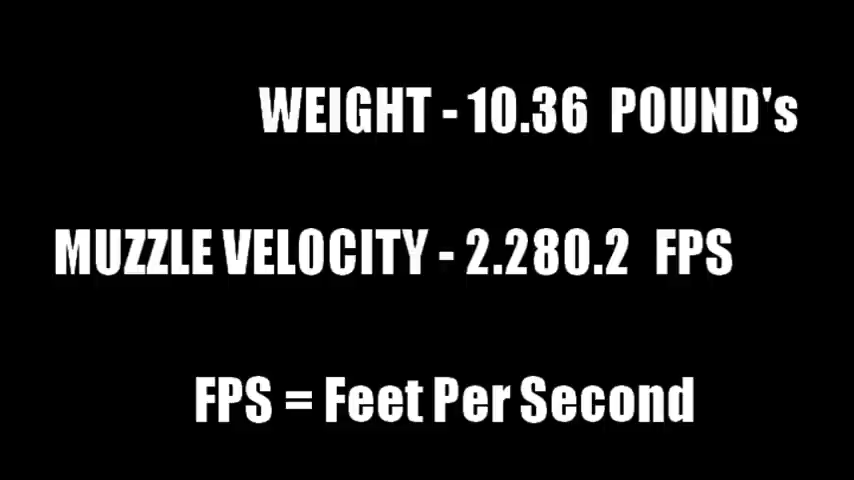 WEIGHT - 10.36 POUND's
MUZZLE VELOCITY - 2.280.2 FPS
FPS = Feet Per Second